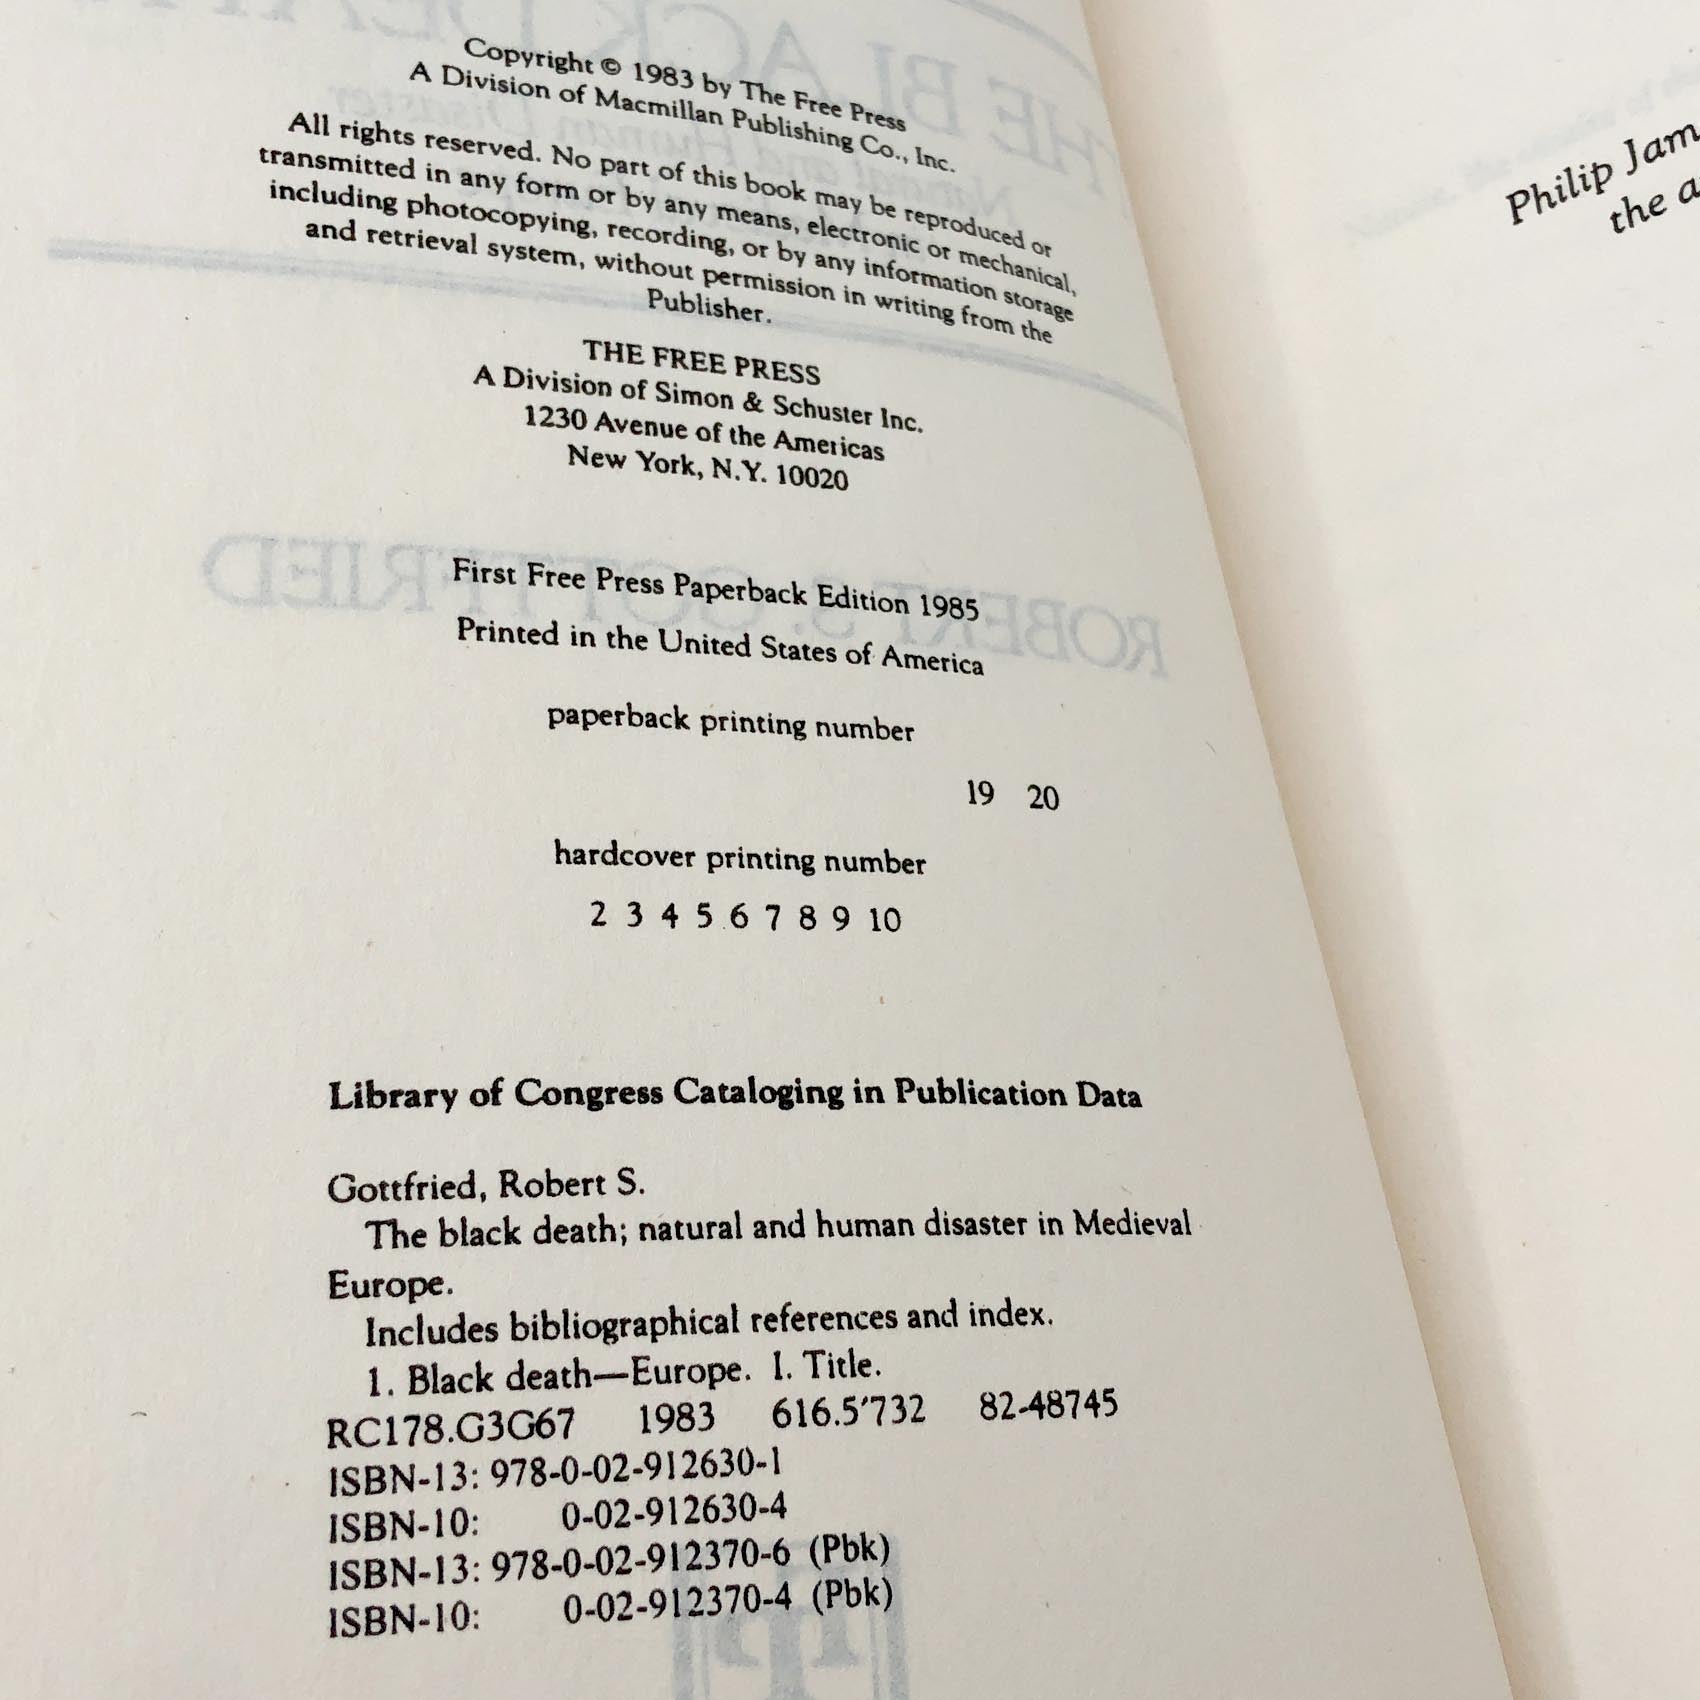 Copyright © 1983 by The Free Press
A Division of Macmillan Publishing Co., Inc.
All rights reserved. No part of this book may be reproduced or
transmitted in any form or by any means, electronic or mechanical,
including photocopying, recording, or by any information storage
and retrieval system, without permission in writing from the
Publisher.
THE FREE PRESS
A Division of Simon & Schuster Inc.
1230 Avenue of the Americas
New York, N.Y. 10020
First Free Press Paperback Edition 1985
Printed in the United States of America
paperback printing number
19 20
hardcover printing number
2 3 4 5 6 7 8 9 10
Library of Congress Cataloging in Publication Data
Gottfried, Robert S.
The black death; natural and human disaster in Medieval
Europe.
Includes bibliographical references and index.
1. Black death—Europe. I. Title.
RC178.G3G67 1983 616.5'732 82-48745
ISBN-13: 978-0-02-912630-1
ISBN-10: 0-02-912630-4
ISBN-13: 978-0-02-912370-6 (Pbk)
ISBN-10: 0-02-912370-4 (Pbk)
Philip Jam
the a